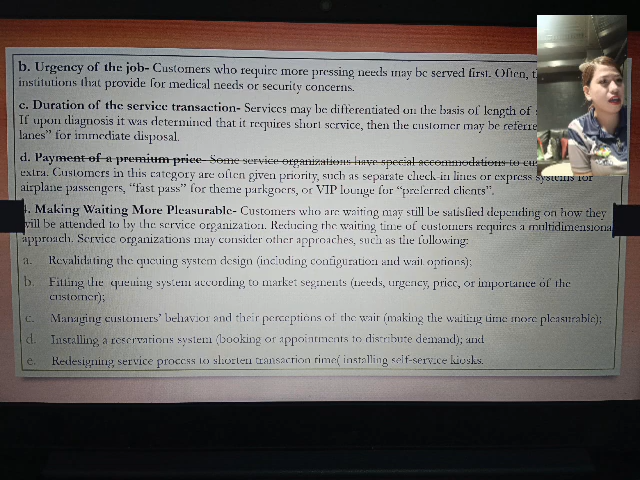 b. Urgency of the job- Customers who require more pressing needs may be served first. Often,
institutions that provide for medical needs or security concerns.
c. Duration of the service transaction- Services may be differentiated on the basis of length of
If upon diagnosis it was determined that it requires short service, then the customer may be
lanes” for immediate disposal.
d. Payment of a premium price- Some service organizations have special accommodations to
extra. Customers in this category are often given priority, such as separate check-in lines or express systems for
airplane passengers, “fast pass” for theme parkgoers, or VIP lounge for “preferred clients”.
4. Making Waiting More Pleasurable- Customers who are waiting may still be satisfied depending on how they
will be attended to by the service organization. Reducing the waiting time of customers requires a multidimensional
approach. Service organizations may consider other approaches, such as the following:
a. Revalidating the queuing system design (including configuration and wait options);
b. Fitting the queuing system according to market segments (needs, urgency, price, or importance of the
customer);
c. Managing customers’ behavior and their perceptions of the wait (making the waiting time more pleasurable);
d. Installing a reservations system (booking or appointments to distribute demand); and
e. Redesigning service process to shorten transaction time( installing self-service kiosks.